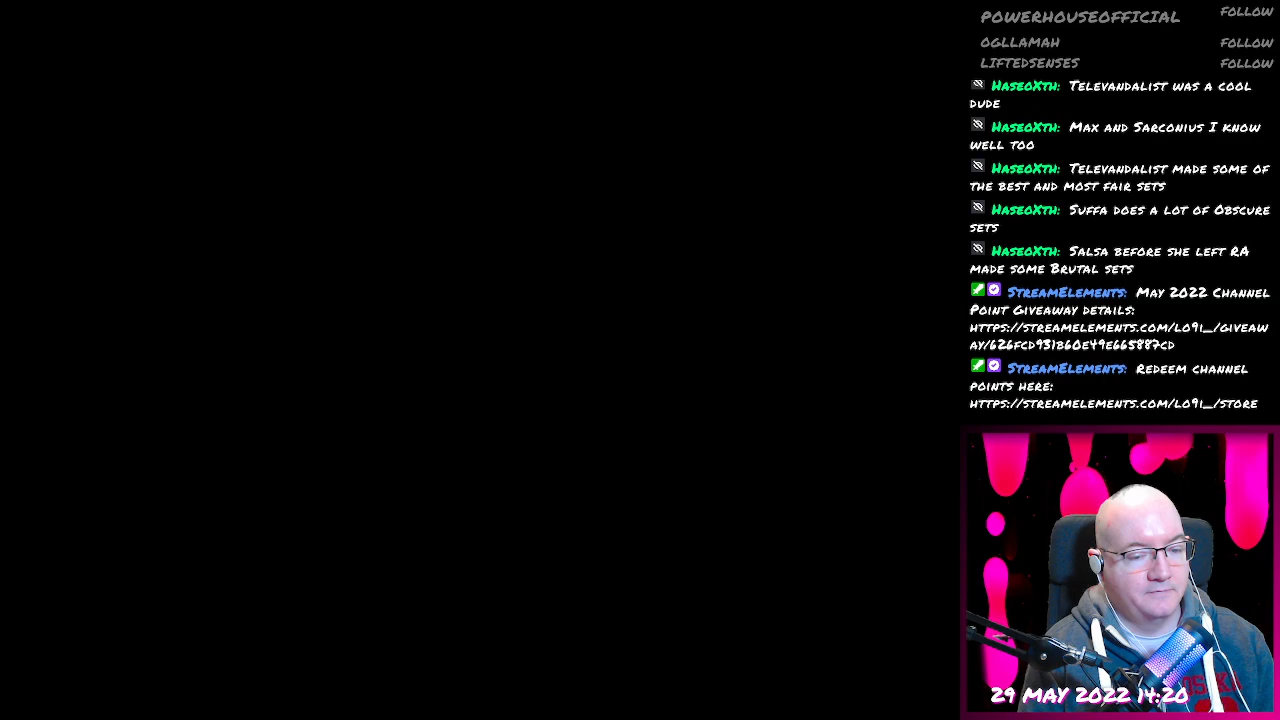 POWERHOUSEOFFICIAL FOLLOW
OGLLAMAH FOLLOW
LIFTEDSENSES FOLLOW
HaseoXth: Televandalist was a cool
dude
HaseoXth: Max and Sarconius I know
well too
HaseoXth: Televandalist made some of
the best and most fair sets
HaseoXth: Suffa does a lot of Obscure
sets
HaseoXth: Salsa before she left RA
made some Brutal sets
StreamElements: May 2022 Channel
Point Giveaway details:
https://streamelements.com/lo91_/giveaw
ay/626fcd931b60e49e665887cd
StreamElements: Redeem channel
points here:
https://streamelements.com/lo91_/store
29 MAY 2022 14:20